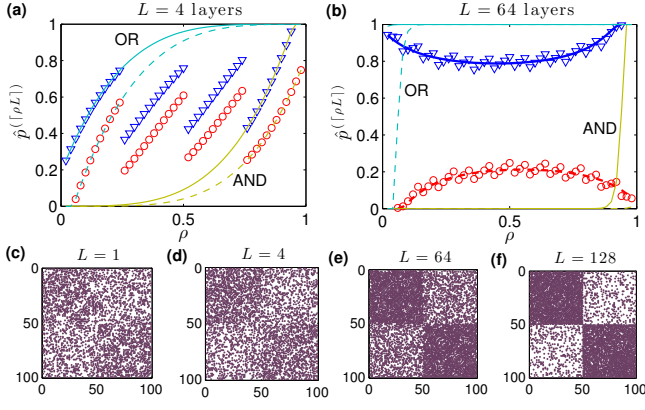 (a) L = 4 layers
(b) L = 64 layers
1
0.8
0.6
0.4
0.2
0
0 0.5 1
OR
AND
p̂^(⌈ρL⌉)
ρ
1
0.8
0.6
0.4
0.2
0
0 0.5 1
OR
AND
p̂^(⌈ρL⌉)
ρ
(c) L = 1
0
50
100
0 50 100
(d) L = 4
0
50
100
0 50 100
(e) L = 64
0
50
100
0 50 100
(f) L = 128
0
50
100
0 50 100